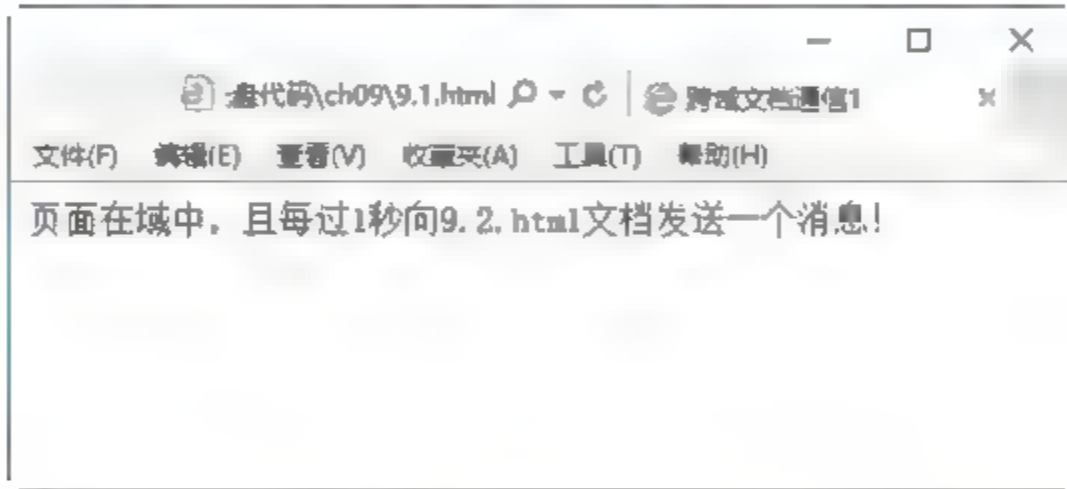 盘代码\ch09\9.1.html 跨域文档通信1
文件(F) 编辑(E) 查看(V) 收藏夹(A) 工具(T) 帮助(H)
页面在域中，且每过1秒向9.2.html文档发送一个消息!